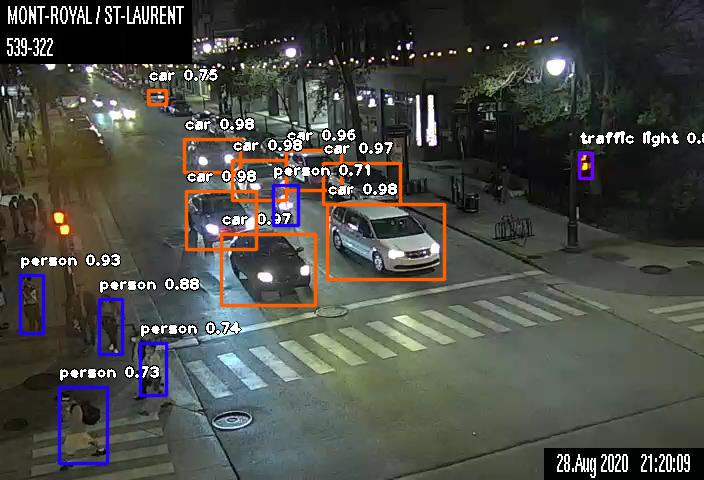 MONT-ROYAL / ST-LAURENT
539-322
car 0.75
car 0.98
car 0.96
car 0.98
car 0.97
person 0.71
car 0.98
car 0.98
car 0.97
traffic light 0.8
person 0.93
person 0.88
person 0.74
person 0.73
28.Aug 2020 21:20:09